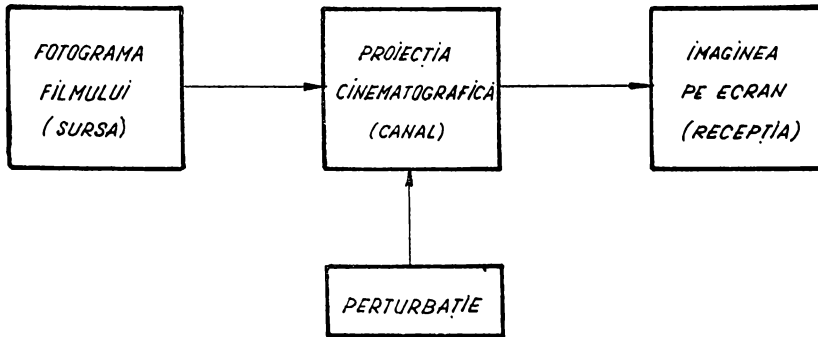 FOTOGRAMA
FILMULUI
(SURSA)
PROIECȚIA
CINEMATOGRAFICĂ
(CANAL)
IMAGINEA
PE ECRAN
(RECEPȚIA)
PERTURBAȚIE